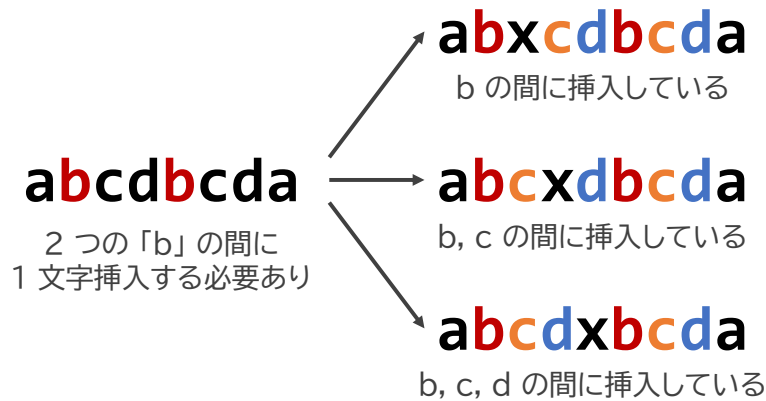 abxcdbcda
b の間に挿入している
abcdbcda
2 つの「b」の間に
1 文字挿入する必要あり
abcxdbcda
b, c の間に挿入している
abcdxbcda
b, c, d の間に挿入している